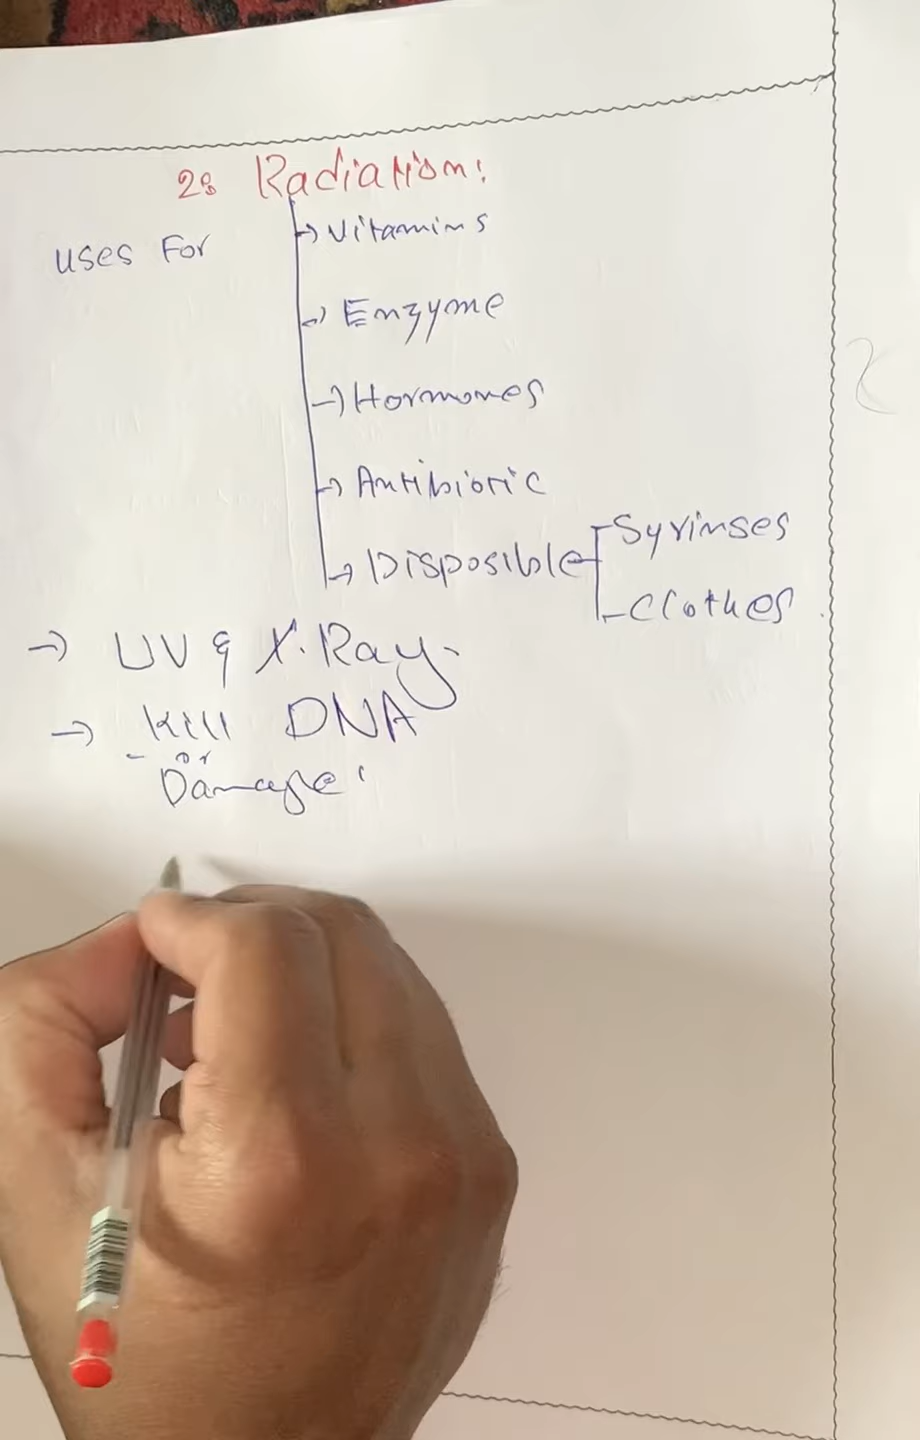 2: Radiation:
Uses For
→ Vitamins
→ Enzyme
→ Hormones
→ Antibiotic
→ Disposible
Syrinses
Clothes
→ UV & X.Ray
→ Kill DNA
or
Damage